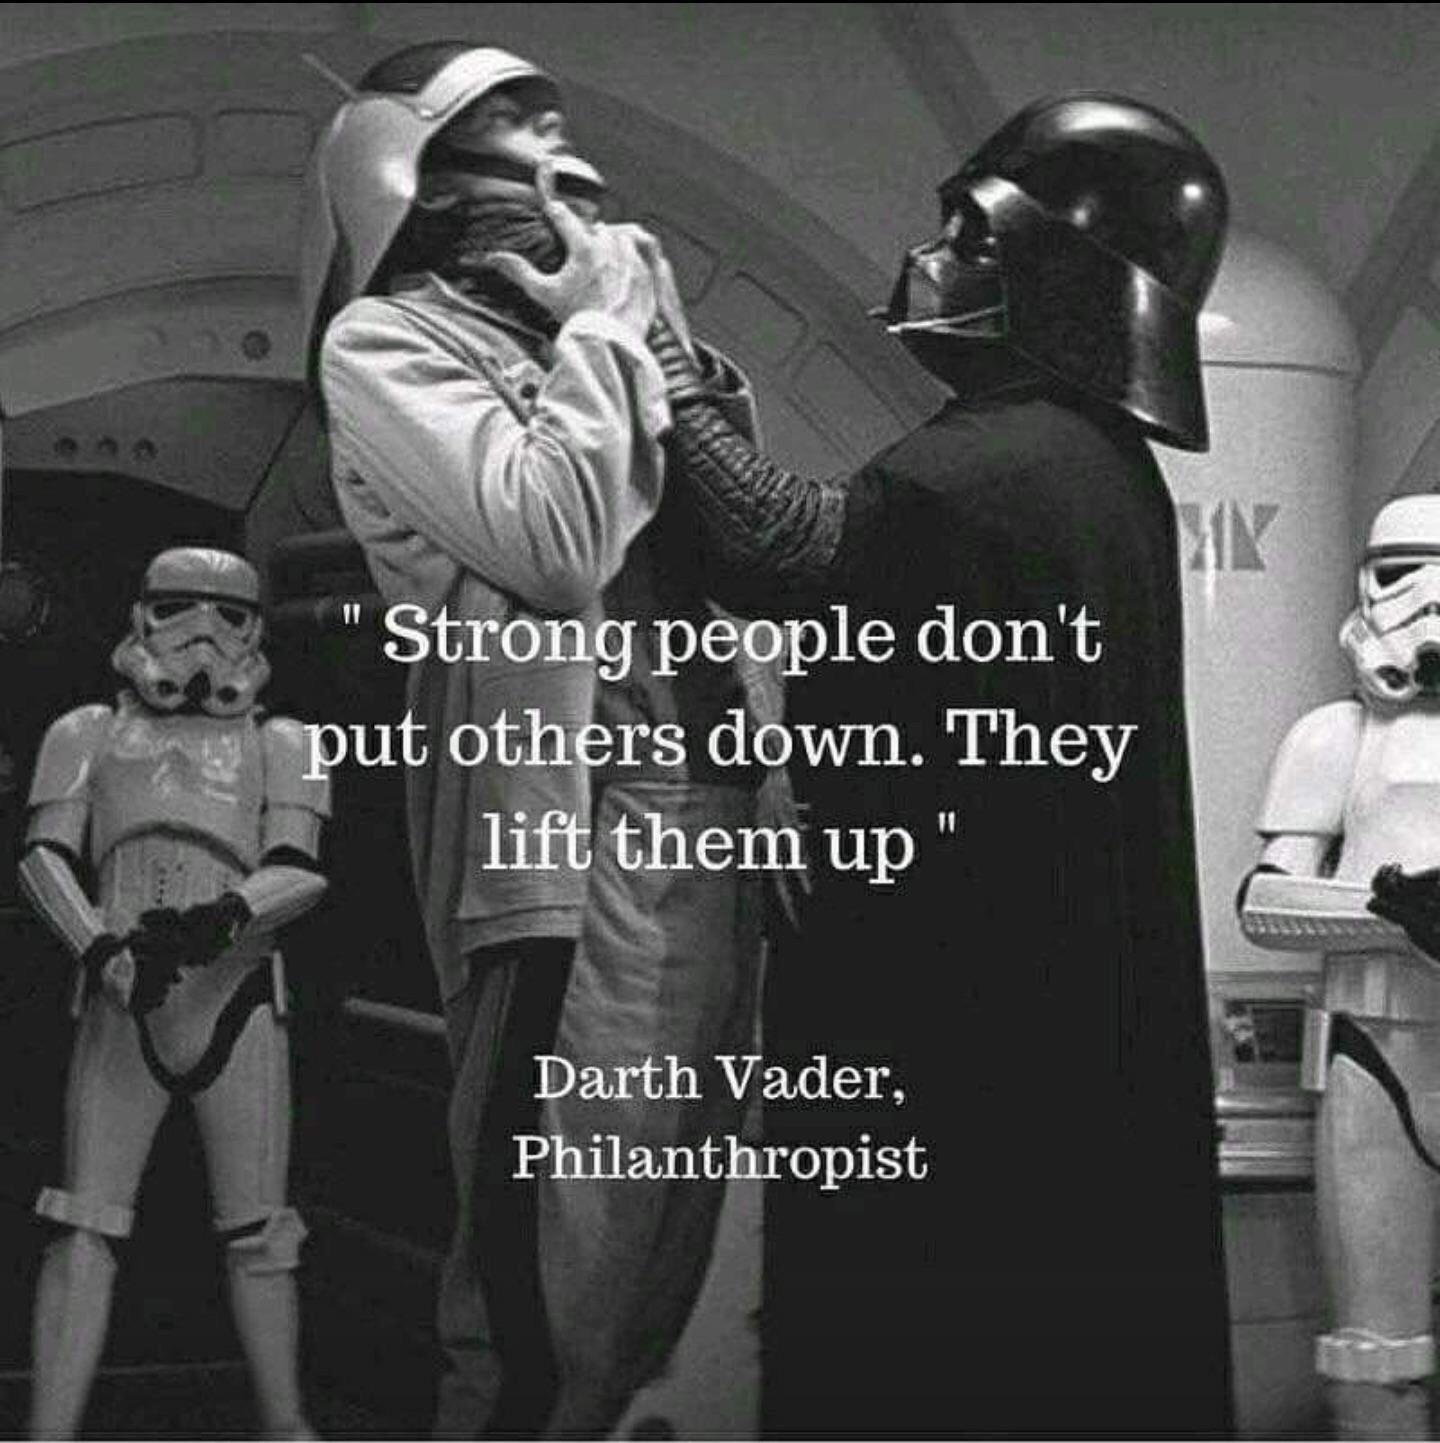 " Strong people don't
put others down. They
lift them up "
Darth Vader,
Philanthropist